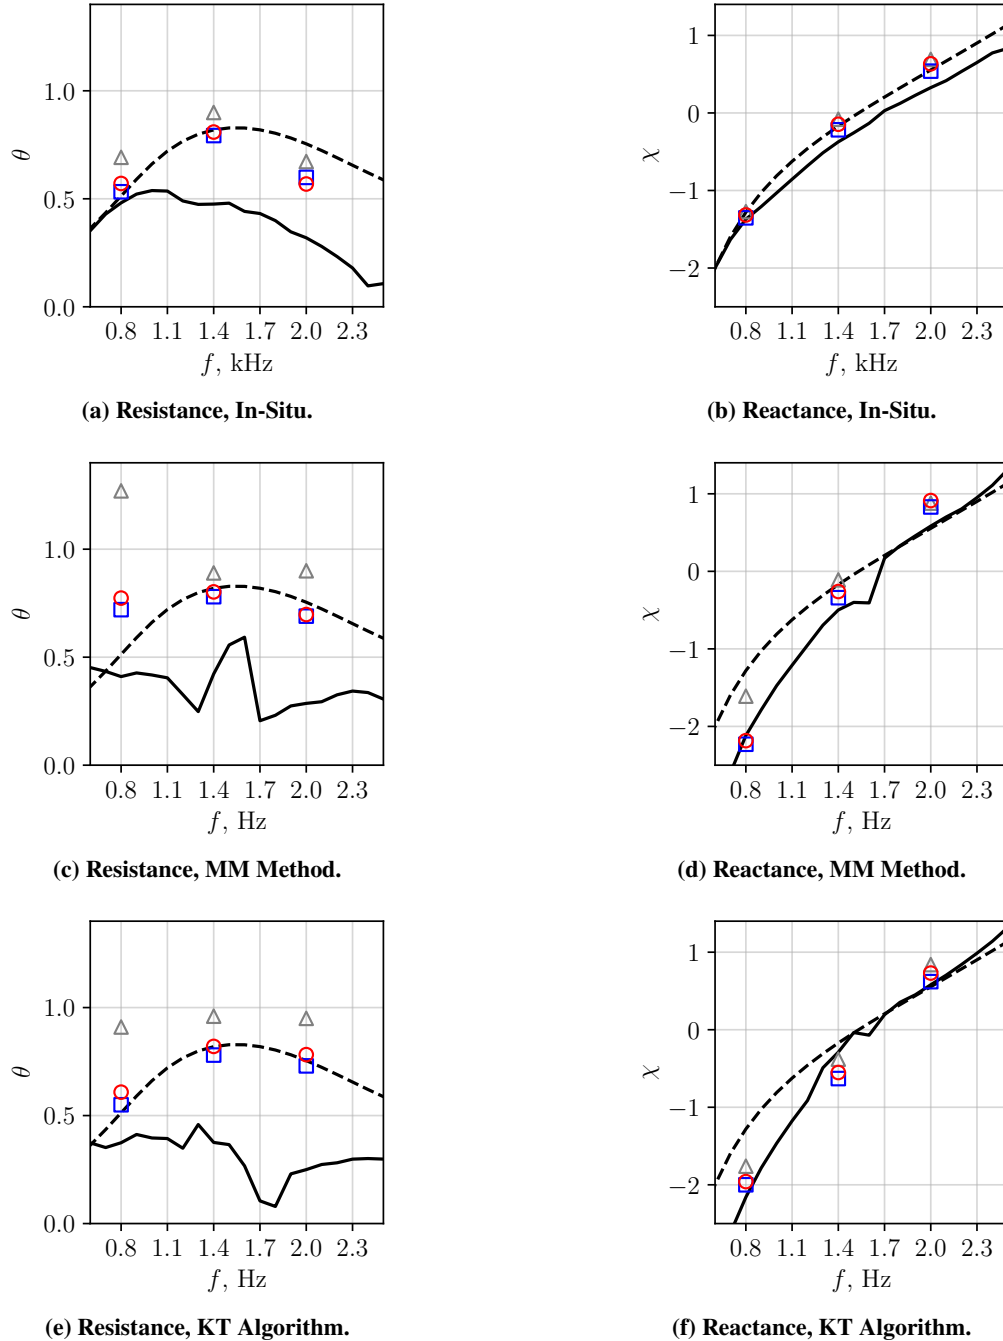 1.0
0.5
0.0
θ
0.8 1.1 1.4 1.7 2.0 2.3
f, kHz
(a) Resistance, In-Situ.
1
0
−1
−2
χ
0.8 1.1 1.4 1.7 2.0 2.3
f, kHz
(b) Reactance, In-Situ.
1.0
0.5
0.0
θ
0.8 1.1 1.4 1.7 2.0 2.3
f, Hz
(c) Resistance, MM Method.
1
0
−1
−2
χ
0.8 1.1 1.4 1.7 2.0 2.3
f, Hz
(d) Reactance, MM Method.
1.0
0.5
0.0
θ
0.8 1.1 1.4 1.7 2.0 2.3
f, Hz
(e) Resistance, KT Algorithm.
1
0
−1
−2
χ
0.8 1.1 1.4 1.7 2.0 2.3
f, Hz
(f) Reactance, KT Algorithm.